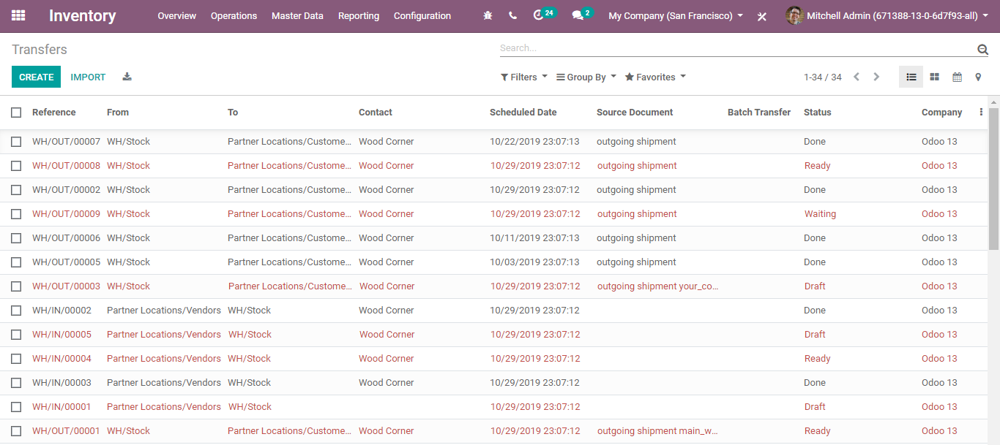 Inventory Overview Operations Master Data Reporting Configuration 24 2 My Company (San Francisco) Mitchell Admin (671388-13-0-6d7f93-all)
Transfers Search...
CREATE IMPORT Filters Group By Favorites 1-34 / 34
Reference From To Contact Scheduled Date Source Document Batch Transfer Status Company
WH/OUT/00007 WH/Stock Partner Locations/Custome... Wood Corner 10/22/2019 23:07:13 outgoing shipment Done Odoo 13
WH/OUT/00008 WH/Stock Partner Locations/Custome... Wood Corner 10/29/2019 23:07:12 outgoing shipment Ready Odoo 13
WH/OUT/00002 WH/Stock Partner Locations/Custome... Wood Corner 10/29/2019 23:07:12 outgoing shipment Done Odoo 13
WH/OUT/00009 WH/Stock Partner Locations/Custome... Wood Corner 10/29/2019 23:07:12 outgoing shipment Waiting Odoo 13
WH/OUT/00006 WH/Stock Partner Locations/Custome... Wood Corner 10/11/2019 23:07:13 outgoing shipment Done Odoo 13
WH/OUT/00005 WH/Stock Partner Locations/Custome... Wood Corner 10/03/2019 23:07:13 outgoing shipment Done Odoo 13
WH/OUT/00003 WH/Stock Partner Locations/Custome... Wood Corner 10/29/2019 23:07:12 outgoing shipment your_co... Draft Odoo 13
WH/IN/00002 Partner Locations/Vendors WH/Stock Wood Corner 10/29/2019 23:07:12 Done Odoo 13
WH/IN/00005 Partner Locations/Vendors WH/Stock Wood Corner 10/29/2019 23:07:12 Draft Odoo 13
WH/IN/00004 Partner Locations/Vendors WH/Stock Wood Corner 10/29/2019 23:07:12 Ready Odoo 13
WH/IN/00003 Partner Locations/Vendors WH/Stock Wood Corner 10/29/2019 23:07:12 Done Odoo 13
WH/IN/00001 Partner Locations/Vendors WH/Stock 10/29/2019 23:07:12 Draft Odoo 13
WH/OUT/00001 WH/Stock Partner Locations/Custome... Wood Corner 10/29/2019 23:07:12 outgoing shipment main_w... Ready Odoo 13